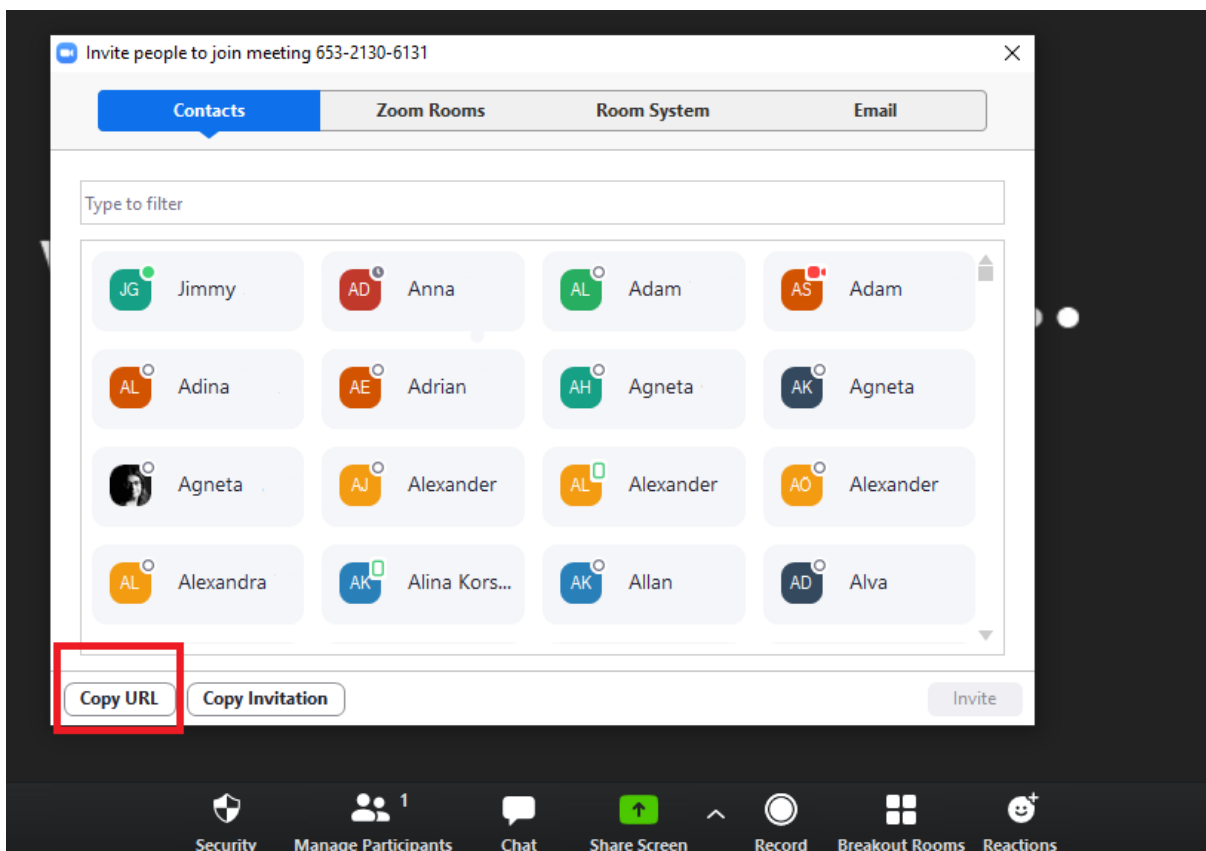 Invite people to join meeting 653-2130-6131
Contacts Zoom Rooms Room System Email
Type to filter
JG Jimmy AD Anna AL Adam AS Adam
AL Adina AE Adrian AH Agneta AK Agneta
Agneta AJ Alexander AL Alexander AÖ Alexander
AL Alexandra AK Alina Kors... AK Allan AD Alva
Copy URL Copy Invitation Invite
1
Security Manage Participants Chat Share Screen Record Breakout Rooms Reactions